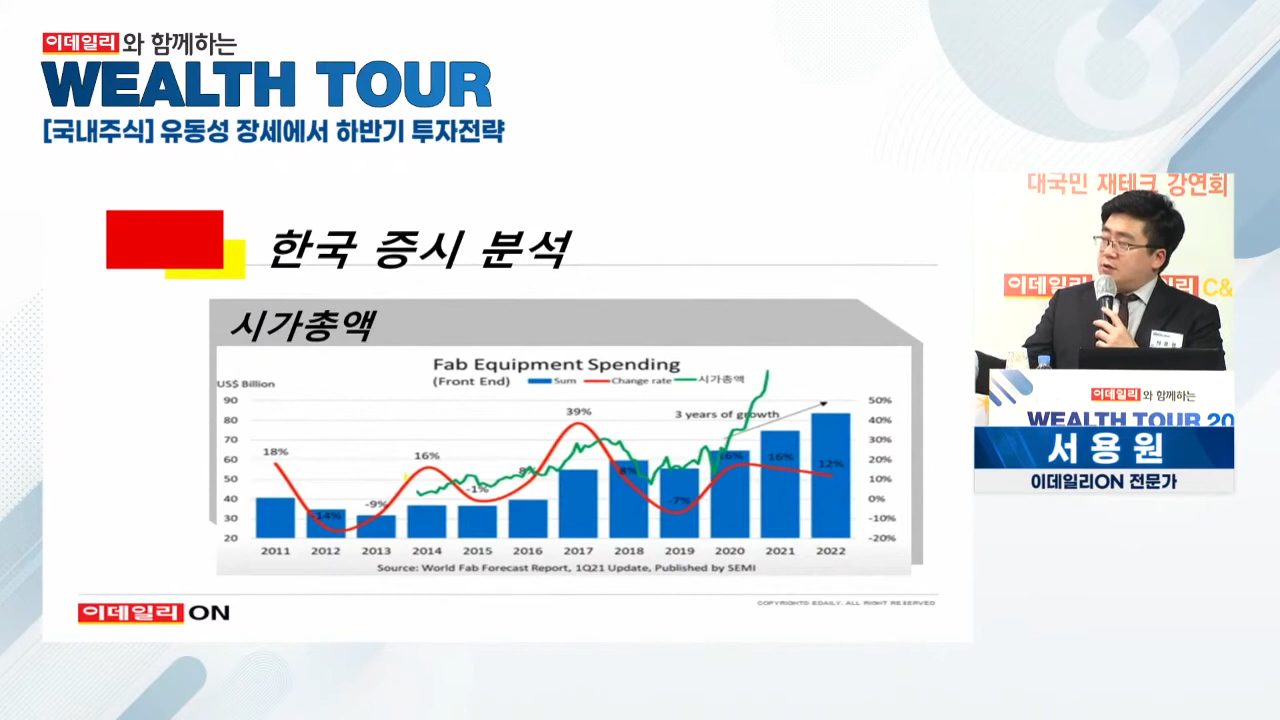 이데일리와 함께하는
WEALTH TOUR
[국내주식] 유동성 장세에서 하반기 투자전략
한국 증시 분석
시가총액
Fab Equipment Spending
(Front End)
Sum Change rate 시가총액
US$ Billion
3 years of growth
90 80 70 60 50 40 30 20
50% 40% 30% 20% 10% 0% -10% -20%
18% -14% -9% 16% -1% 8% 39% 8% -7% 16% 16% 12%
2011 2012 2013 2014 2015 2016 2017 2018 2019 2020 2021 2022
Source: World Fab Forecast Report, 1Q21 Update, Published by SEMI
이데일리 ON
COPYRIGHTⓒ EDAILY. ALL RIGHT RESERVED
대국민 재테크 강연회
이데일리 일리 C&
이데일리와 함께하는
WEALTH TOUR 20
서용원
이데일리ON 전문가